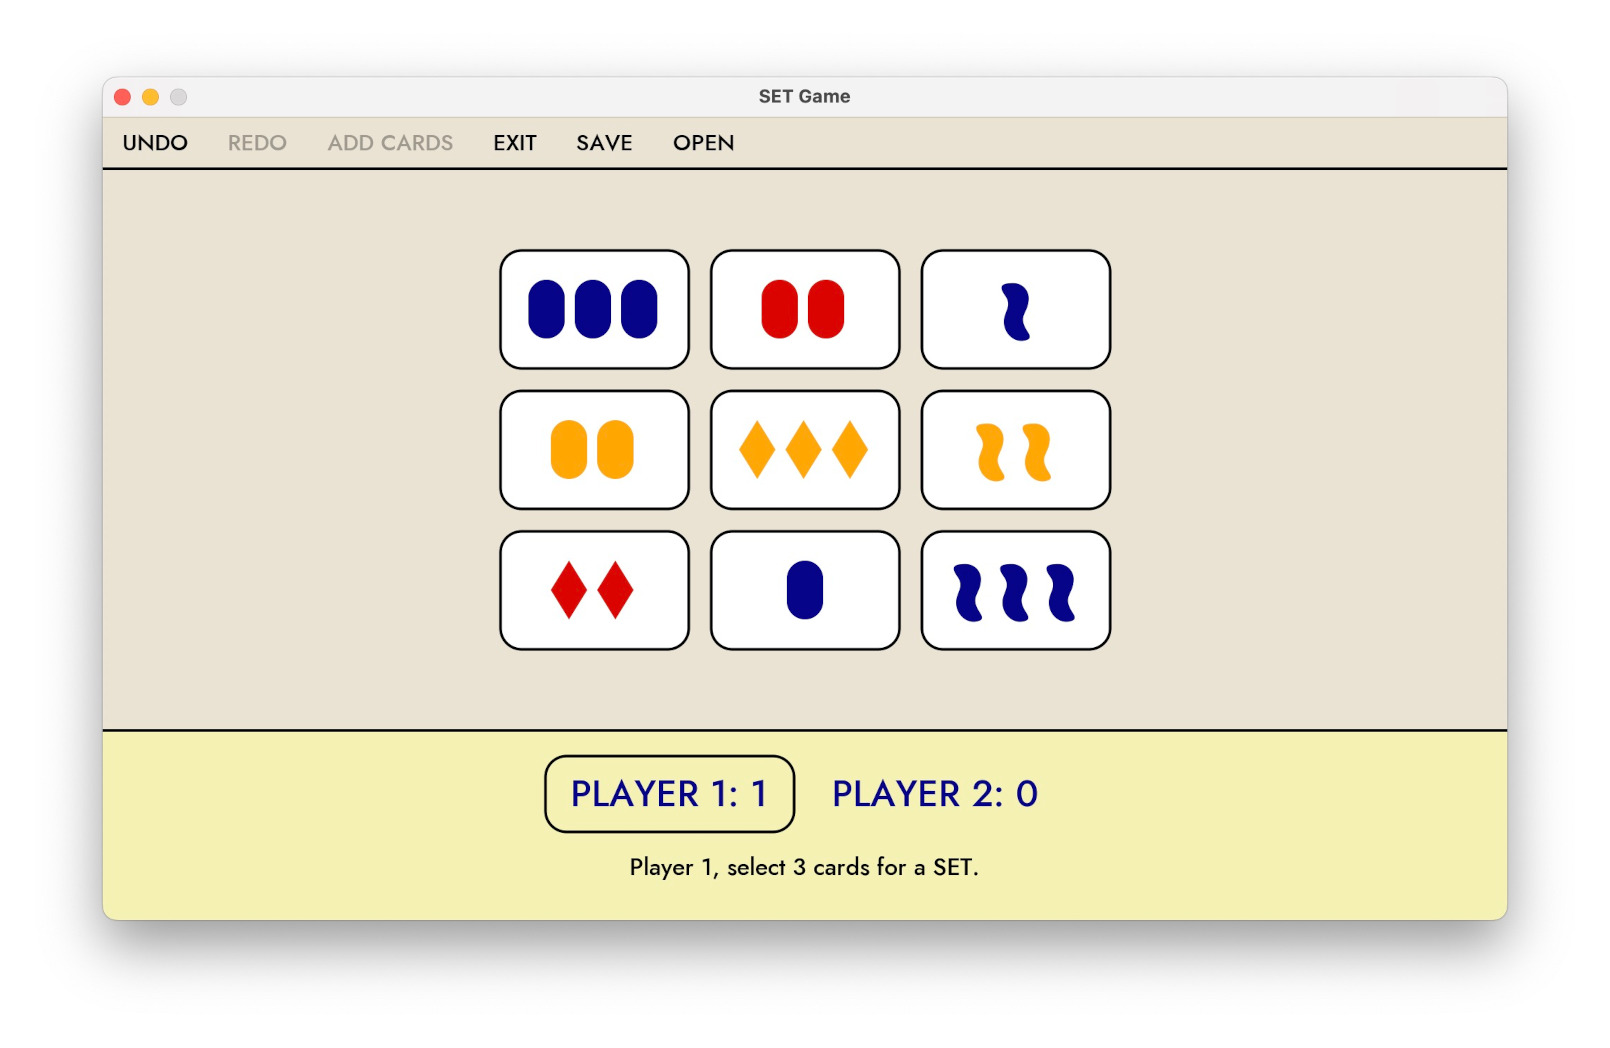 SET Game
UNDO REDO ADD CARDS EXIT SAVE OPEN
PLAYER 1: 1 PLAYER 2: 0
Player 1, select 3 cards for a SET.